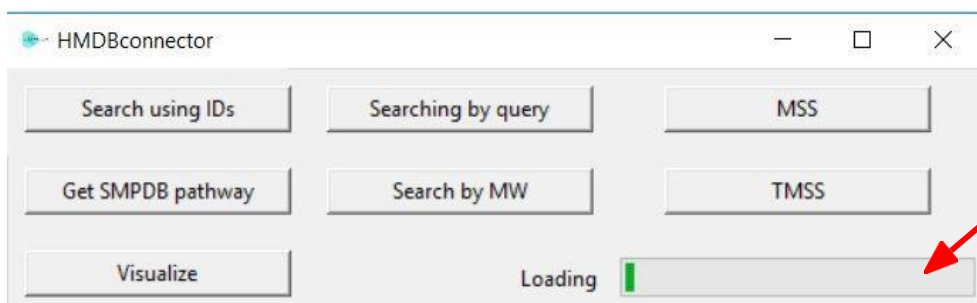 HMDBconnector
Search using IDs Searching by query MSS
Get SMPDB pathway Search by MW TMSS
Visualize Loading